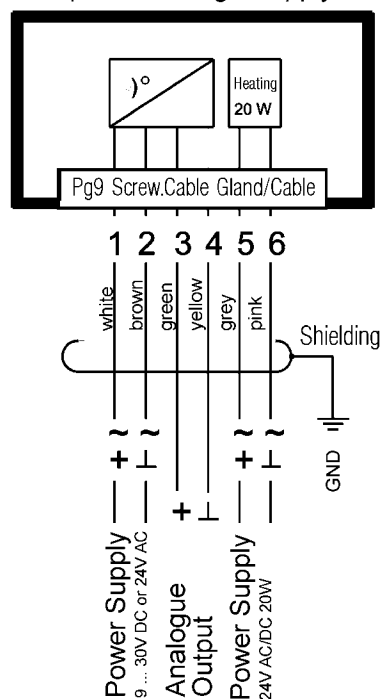 )°
Heating
20 W
Pg9 Screw.Cable Gland/Cable
1 2 3 4 5 6
white
brown
green
yellow
grey
pink
Shielding
~ ~ ~ ~
+ ⊥ + ⊥
GND
+ ⊥
Power Supply
9 ... 30V DC or 24V AC
Analogue
Output
Power Supply
24V AC/DC 20W